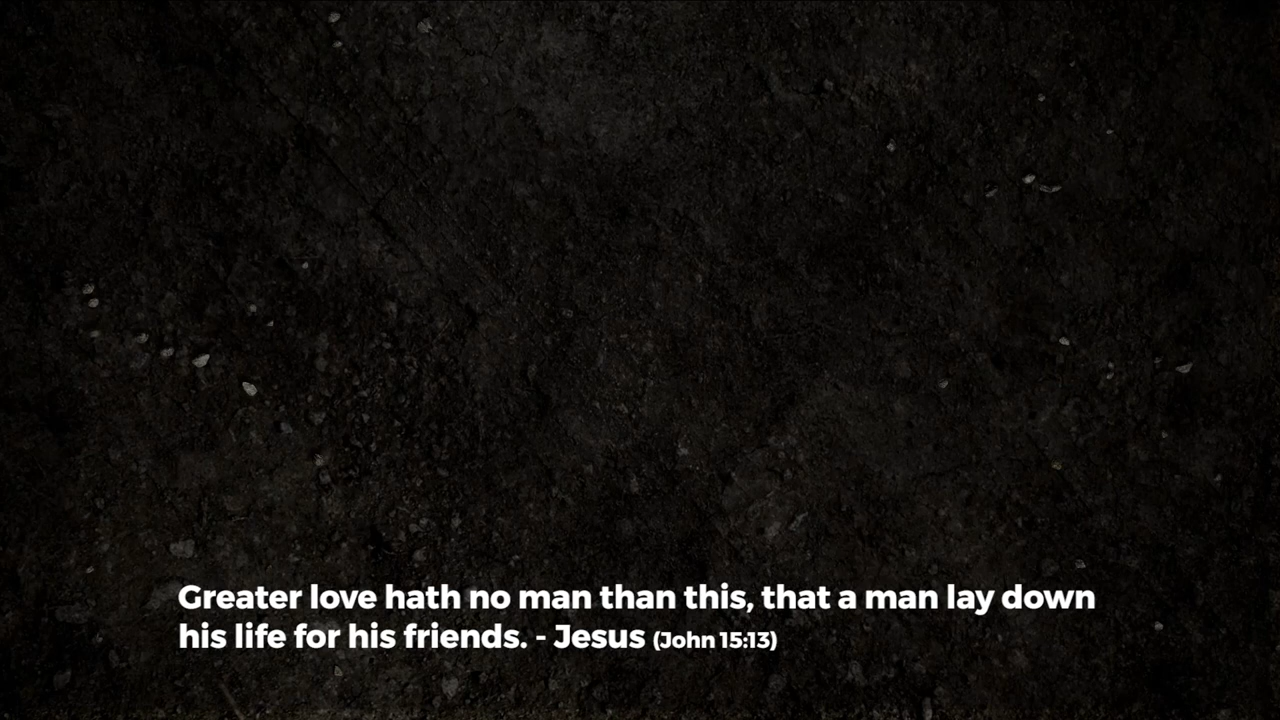 Greater love hath no man than this, that a man lay down
his life for his friends. - Jesus (John 15:13)